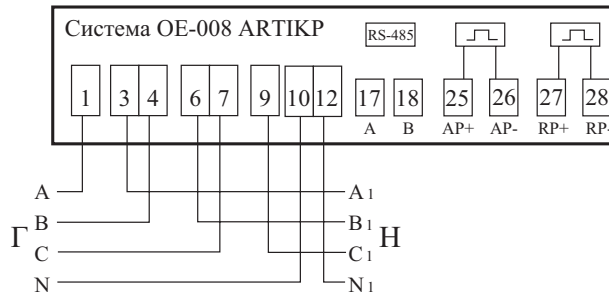 Система ОЕ-008 ARTIKP RS-485
1 3 4 6 7 9 10 12 17 18 25 26 27 28
A B AP+ AP- RP+ RP-
A A1
B B1
Г Н
C C1
N N1